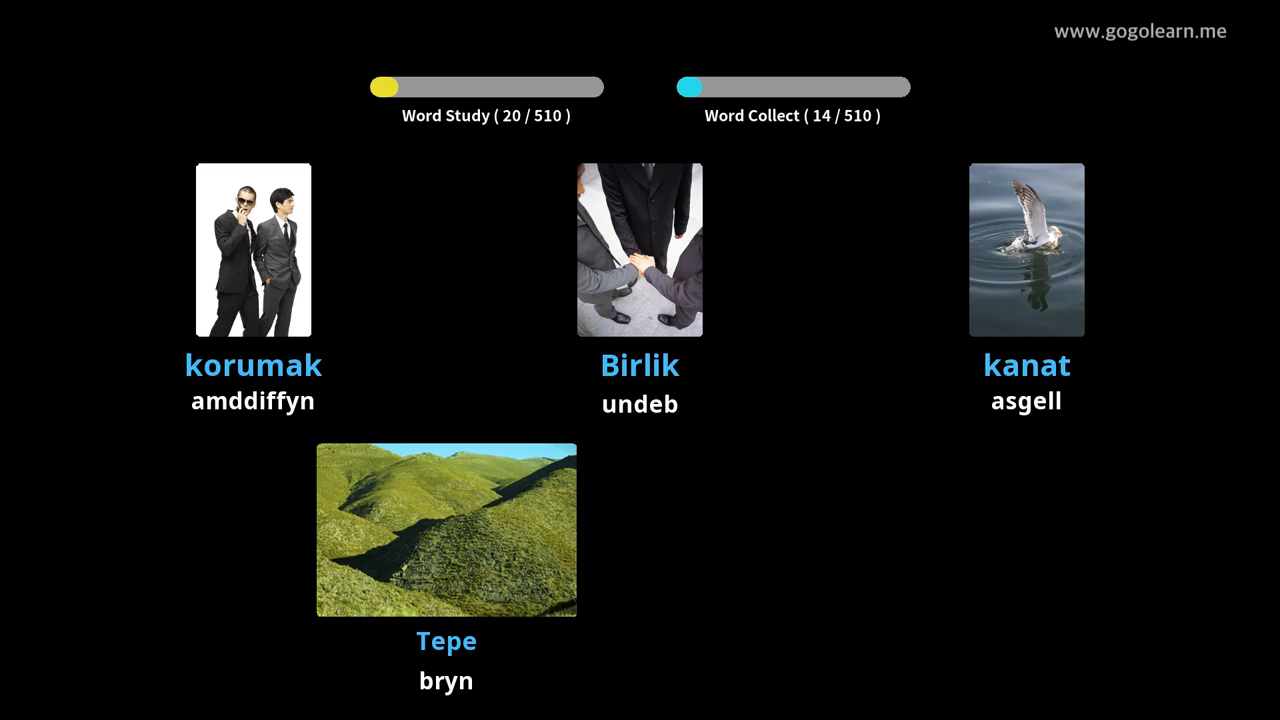 www.gogolearn.me
Word Study ( 20 / 510 )
Word Collect ( 14 / 510 )
korumak
amddiffyn
Birlik
undeb
kanat
asgell
Tepe
bryn